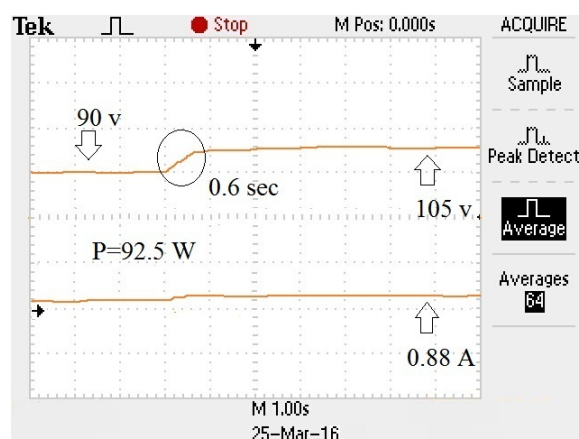 Tek Stop M Pos: 0.000s ACQUIRE
Sample
90 v
Peak Detect
0.6 sec
105 v
Average
P=92.5 W
Averages
64
0.88 A
M 1.00s
25-Mar-16